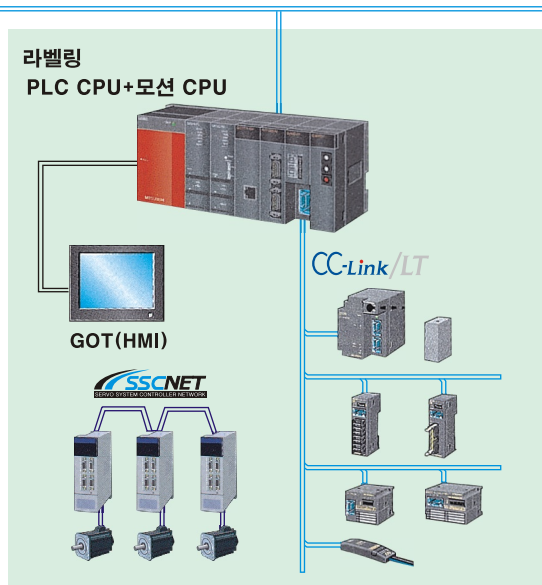 라벨링
PLC CPU+모션 CPU
CC-Link/LT
GOT(HMI)
SSCNET
SERVO SYSTEM CONTROLLER NETWORK